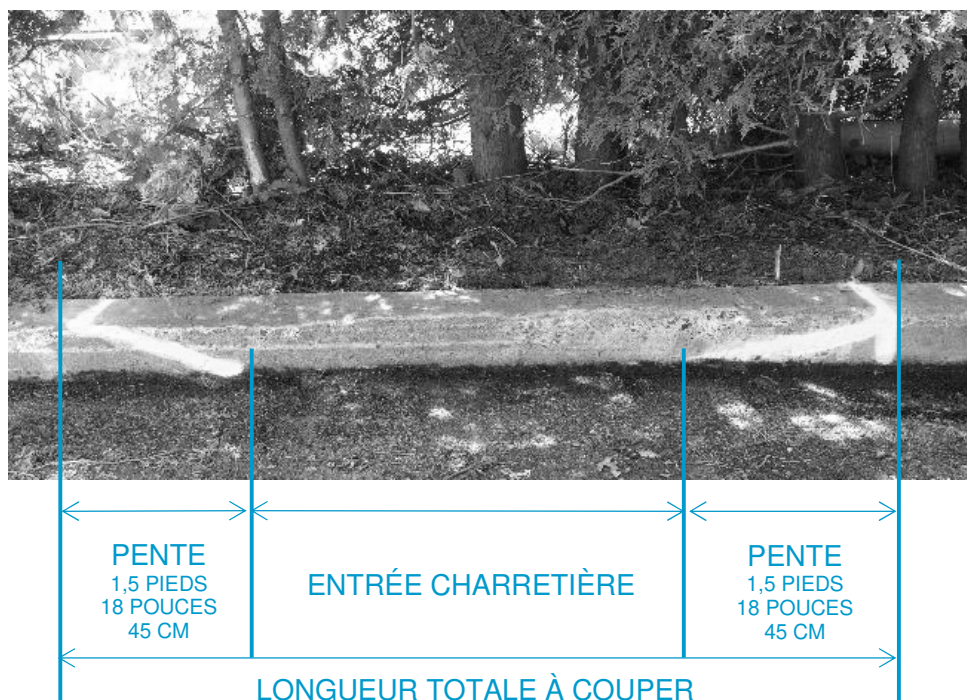 PENTE
1,5 PIEDS
18 POUCES
45 CM
ENTRÉE CHARRETIÈRE
PENTE
1,5 PIEDS
18 POUCES
45 CM
LONGUEUR TOTALE À COUPER